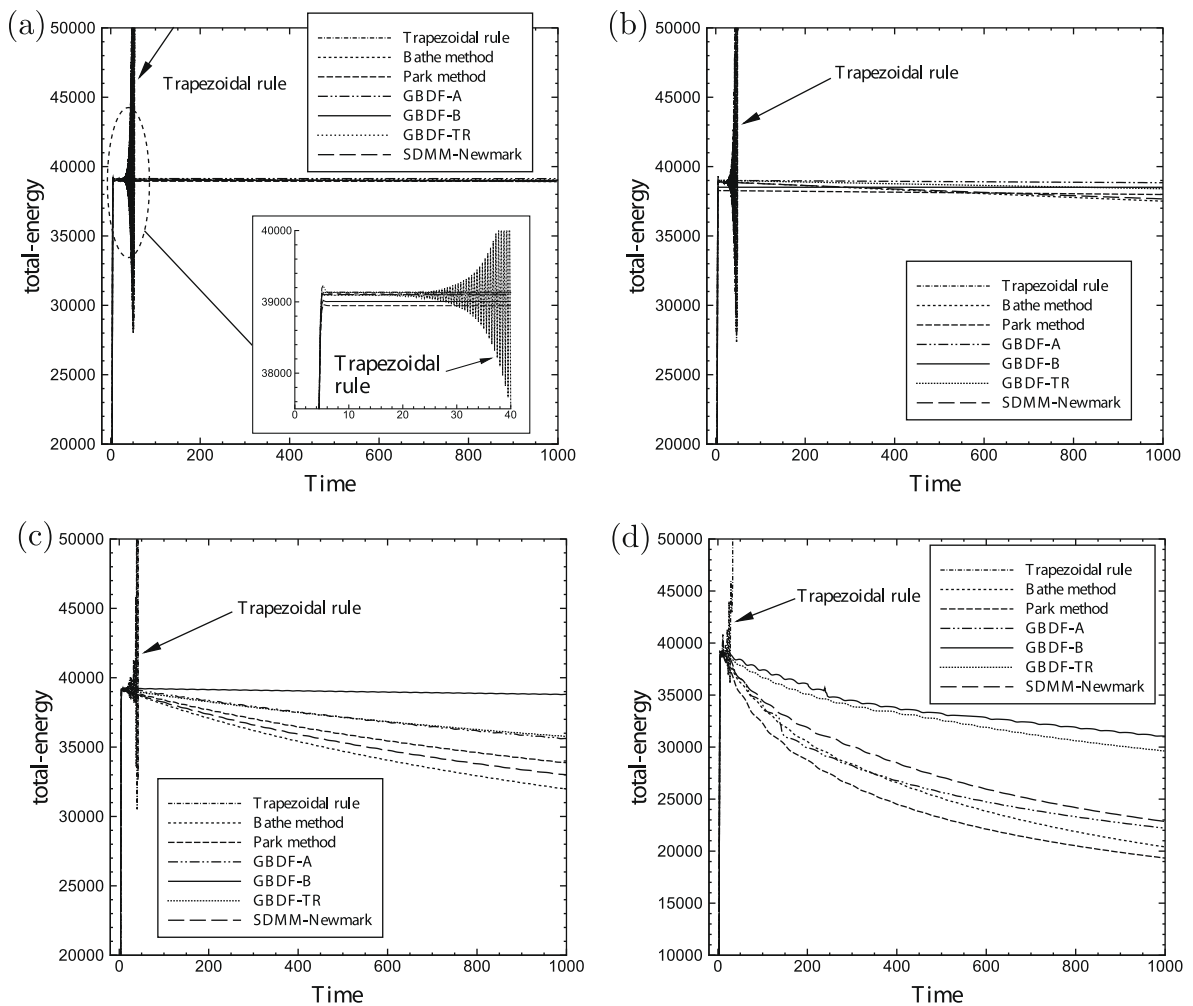 (a)
50000
45000
40000
35000
30000
25000
20000
total-energy
0 200 400 600 800 1000
Time
Trapezoidal rule
Trapezoidal rule
Bathe method
Park method
GBDF-A
GBDF-B
GBDF-TR
SDMM-Newmark
40000
39000
38000
0 10 20 30 40
Trapezoidal
rule
(b)
50000
45000
40000
35000
30000
25000
20000
total-energy
0 200 400 600 800 1000
Time
Trapezoidal rule
Trapezoidal rule
Bathe method
Park method
GBDF-A
GBDF-B
GBDF-TR
SDMM-Newmark
(c)
50000
45000
40000
35000
30000
25000
20000
total-energy
0 200 400 600 800 1000
Time
Trapezoidal rule
Trapezoidal rule
Bathe method
Park method
GBDF-A
GBDF-B
GBDF-TR
SDMM-Newmark
(d)
50000
45000
40000
35000
30000
25000
20000
15000
10000
total-energy
0 200 400 600 800 1000
Time
Trapezoidal rule
Trapezoidal rule
Bathe method
Park method
GBDF-A
GBDF-B
GBDF-TR
SDMM-Newmark